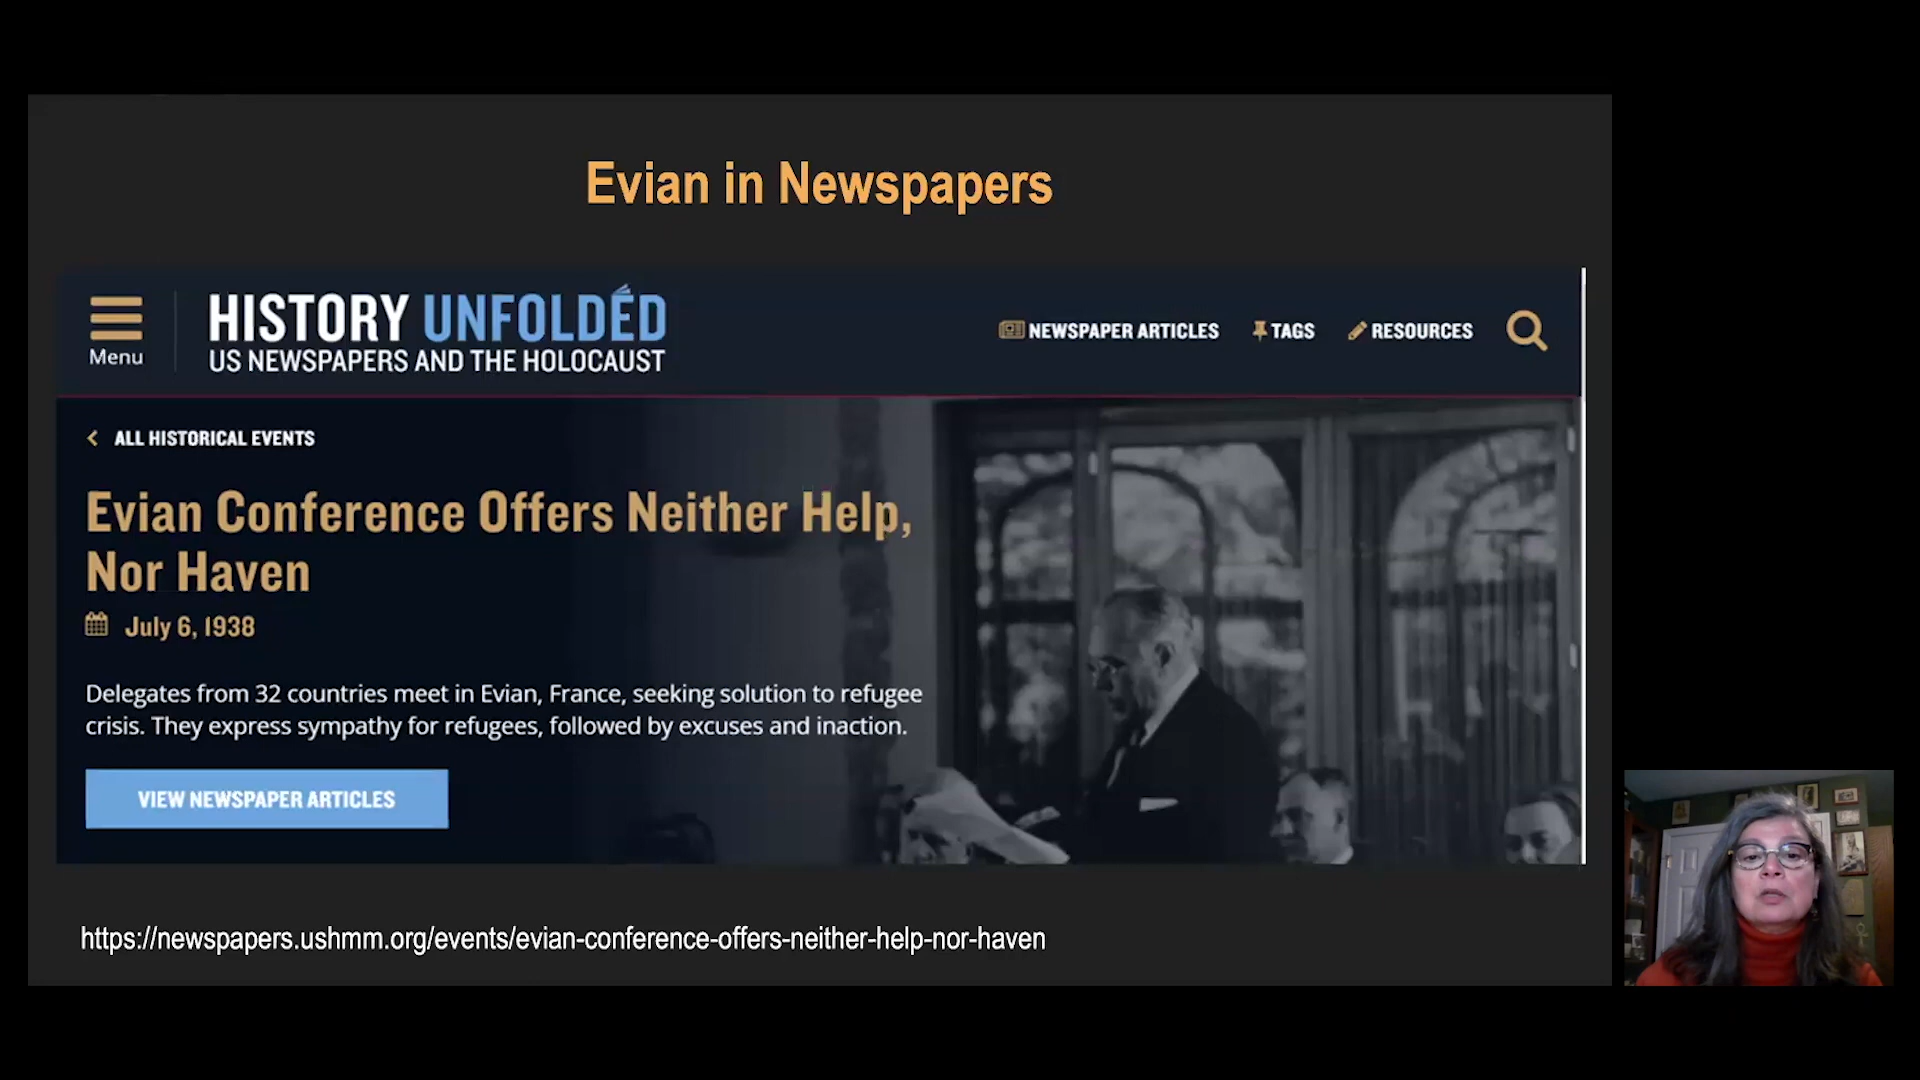 Evian in Newspapers
Menu
HISTORY UNFOLDÉD
US NEWSPAPERS AND THE HOLOCAUST
NEWSPAPER ARTICLES
TAGS
RESOURCES
ALL HISTORICAL EVENTS
Evian Conference Offers Neither Help,
Nor Haven
July 6, 1938
Delegates from 32 countries meet in Evian, France, seeking solution to refugee
crisis. They express sympathy for refugees, followed by excuses and inaction.
VIEW NEWSPAPER ARTICLES
https://newspapers.ushmm.org/events/evian-conference-offers-neither-help-nor-haven